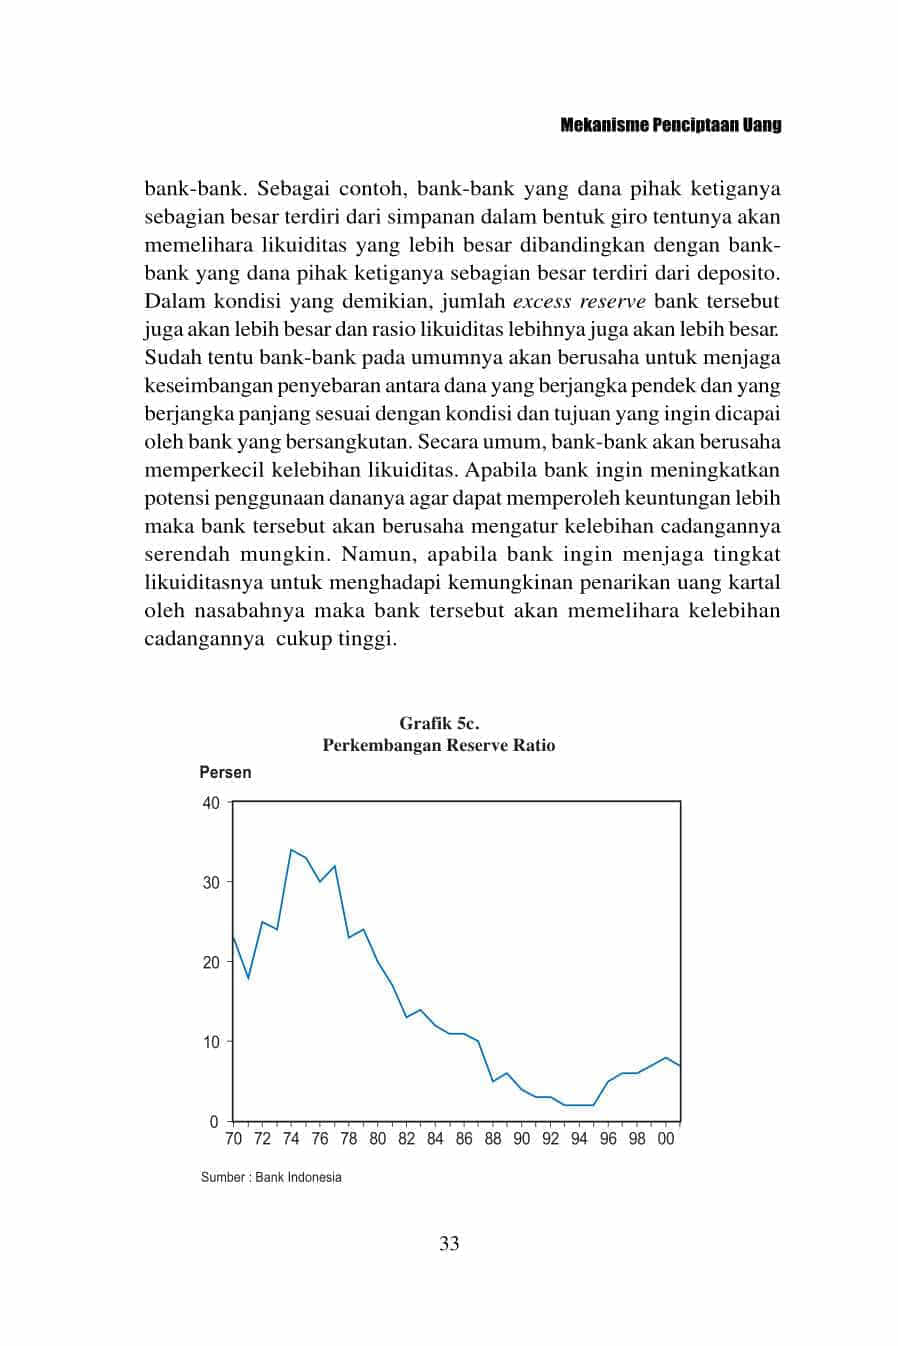 Mekanisme Penciptaan Uang
bank-bank. Sebagai contoh, bank-bank yang dana pihak ketiganya
sebagian besar terdiri dari simpanan dalam bentuk giro tentunya akan
memelihara likuiditas yang lebih besar dibandingkan dengan bank-
bank yang dana pihak ketiganya sebagian besar terdiri dari deposito.
Dalam kondisi yang demikian, jumlah excess reserve bank tersebut
juga akan lebih besar dan rasio likuiditas lebihnya juga akan lebih besar.
Sudah tentu bank-bank pada umumnya akan berusaha untuk menjaga
keseimbangan penyebaran antara dana yang berjangka pendek dan yang
berjangka panjang sesuai dengan kondisi dan tujuan yang ingin dicapai
oleh bank yang bersangkutan. Secara umum, bank-bank akan berusaha
memperkecil kelebihan likuiditas. Apabila bank ingin meningkatkan
potensi penggunaan dananya agar dapat memperoleh keuntungan lebih
maka bank tersebut akan berusaha mengatur kelebihan cadangannya
serendah mungkin. Namun, apabila bank ingin menjaga tingkat
likuiditasnya untuk menghadapi kemungkinan penarikan uang kartal
oleh nasabahnya maka bank tersebut akan memelihara kelebihan
cadangannya cukup tinggi.
Grafik 5c.
Perkembangan Reserve Ratio
Persen
40
30
20
10
0
70 72 74 76 78 80 82 84 86 88 90 92 94 96 98 00
Sumber : Bank Indonesia
33